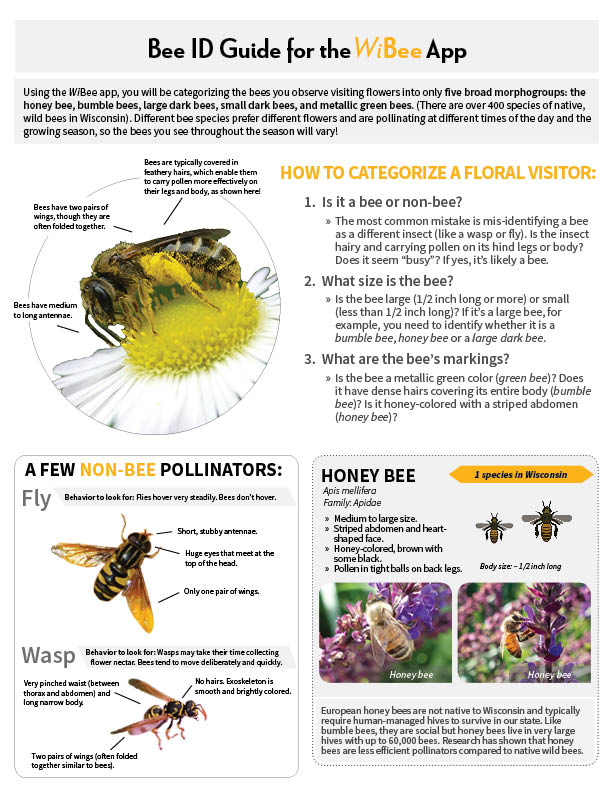 Bee ID Guide for the WiBee App
Using the WiBee app, you will be categorizing the bees you observe visiting flowers into only five broad morphogroups: the
honey bee, bumble bees, large dark bees, small dark bees, and metallic green bees. (There are over 400 species of native,
wild bees in Wisconsin). Different bee species prefer different flowers and are pollinating at different times of the day and the
growing season, so the bees you see throughout the season will vary!
Bees are typically covered in
feathery hairs, which enable them
to carry pollen more effectively on
their legs and body, as shown here!
Bees have two pairs of
wings, though they are
often folded together.
Bees have medium
to long antennae.
HOW TO CATEGORIZE A FLORAL VISITOR:
1. Is it a bee or non-bee?
» The most common mistake is mis-identifying a bee
as a different insect (like a wasp or fly). Is the insect
hairy and carrying pollen on its hind legs or body?
Does it seem “busy”? If yes, it’s likely a bee.
2. What size is the bee?
» Is the bee large (1/2 inch long or more) or small
(less than 1/2 inch long)? If it’s a large bee, for
example, you need to identify whether it is a
bumble bee, honey bee or a large dark bee.
3. What are the bee’s markings?
» Is the bee a metallic green color (green bee)? Does
it have dense hairs covering its entire body (bumble
bee)? Is it honey-colored with a striped abdomen
(honey bee)?
A FEW NON-BEE POLLINATORS:
Fly
Behavior to look for: Flies hover very steadily. Bees don’t hover.
Short, stubby antennae.
Huge eyes that meet at the
top of the head.
Only one pair of wings.
Wasp
Behavior to look for: Wasps may take their time collecting
flower nectar. Bees tend to move deliberately and quickly.
Very pinched waist (between
thorax and abdomen) and
long narrow body.
No hairs. Exoskeleton is
smooth and brightly colored.
Two pairs of wings (often folded
together similar to bees).
HONEY BEE
1 species in Wisconsin
Apis mellifera
Family: Apidae
» Medium to large size.
» Striped abdomen and heart-
shaped face.
» Honey-colored, brown with
some black.
» Pollen in tight balls on back legs.
Body size: ~ 1/2 inch long
Honey bee
Honey bee
European honey bees are not native to Wisconsin and typically
require human-managed hives to survive in our state. Like
bumble bees, they are social but honey bees live in very large
hives with up to 60,000 bees. Research has shown that honey
bees are less efficient pollinators compared to native wild bees.